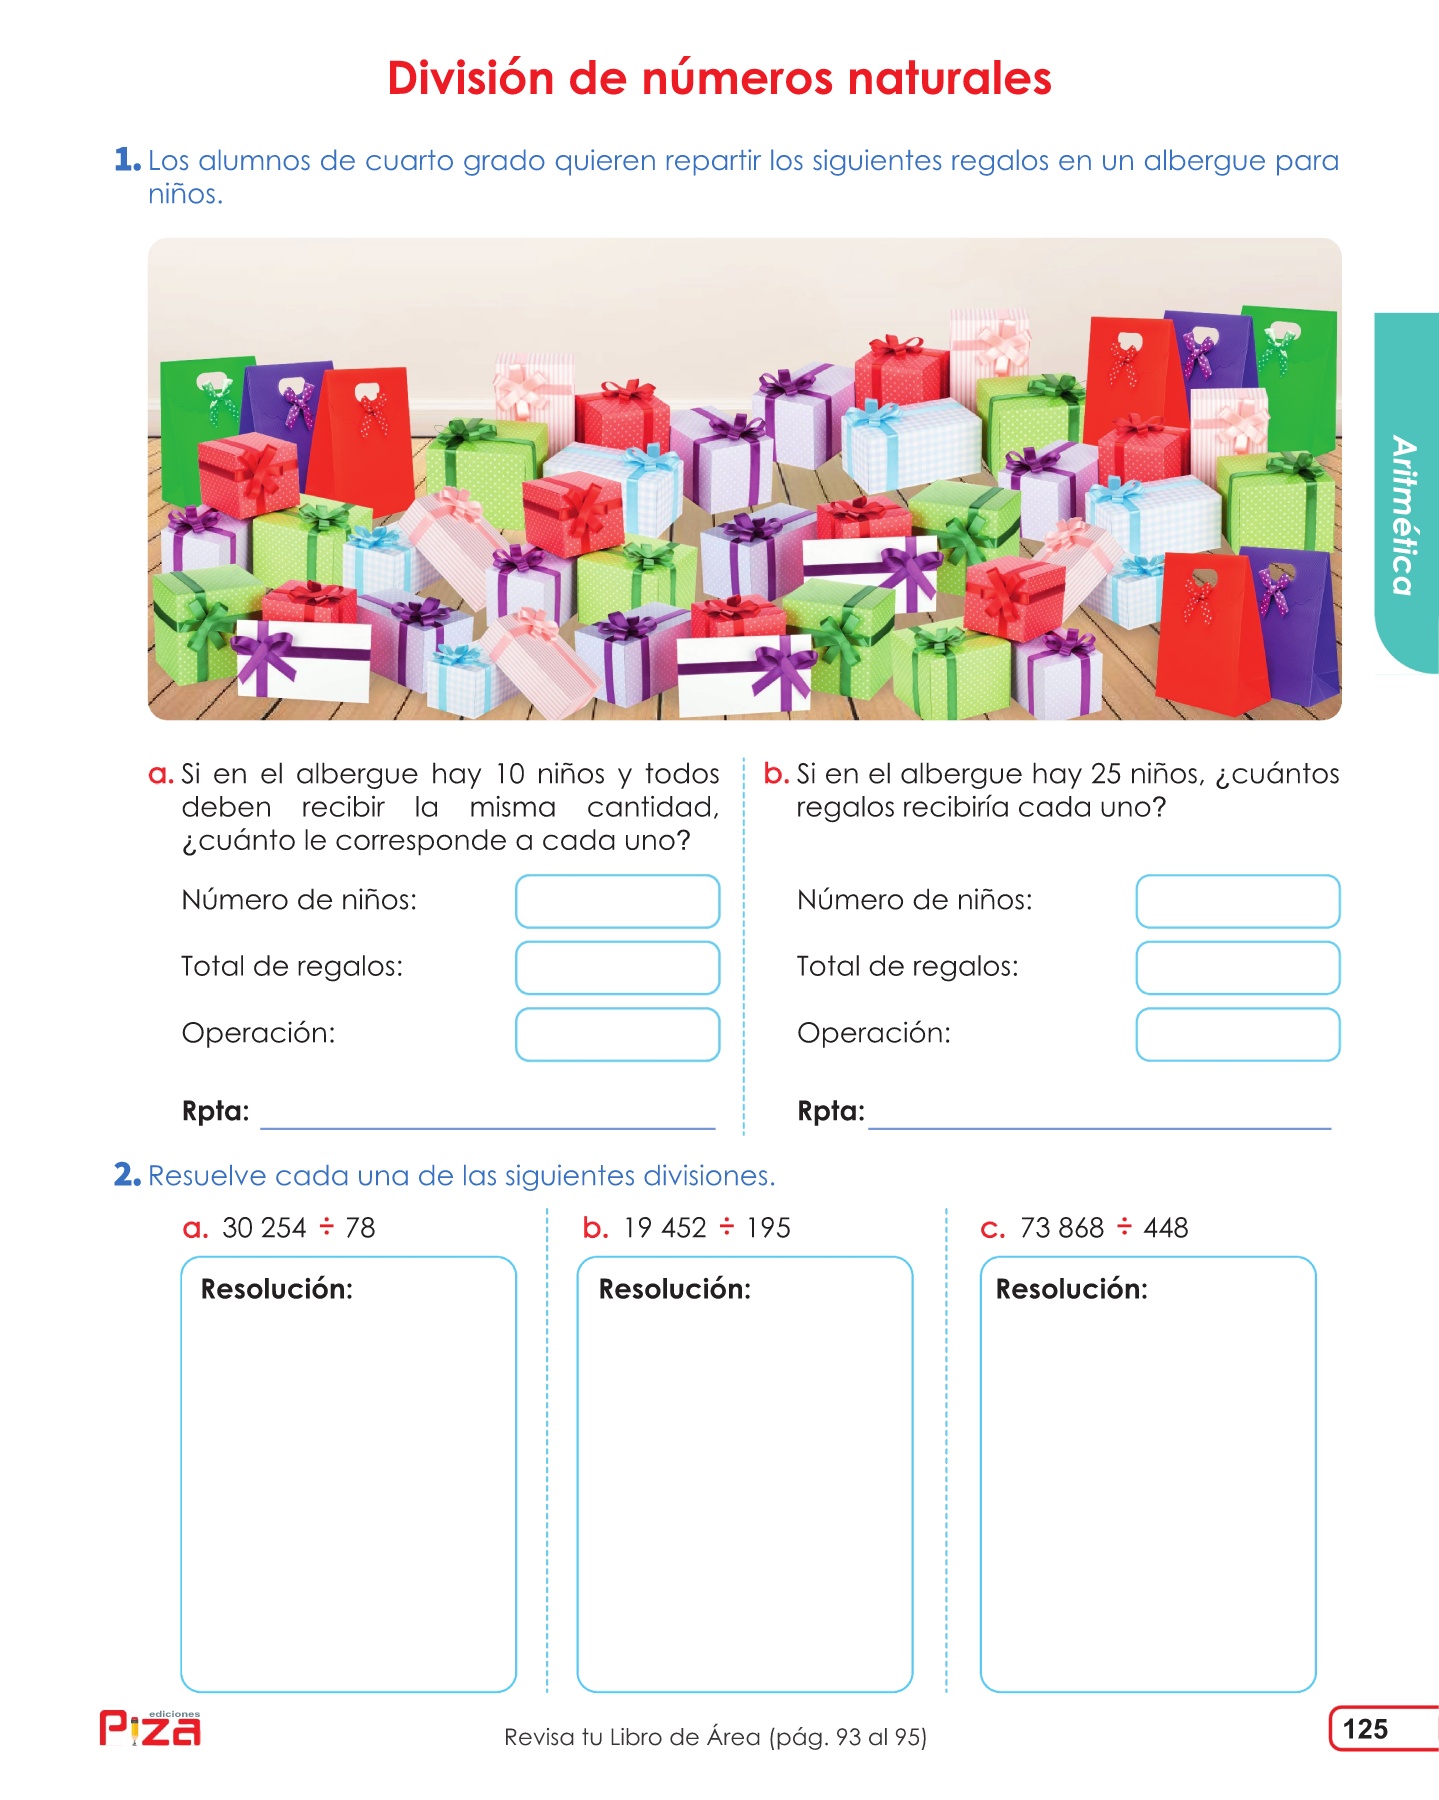 División de números naturales
1. Los alumnos de cuarto grado quieren repartir los siguientes regalos en un albergue para
niños.
Aritmética
a. Si en el albergue hay 10 niños y todos
deben recibir la misma cantidad,
¿cuánto le corresponde a cada uno?
Número de niños:
Total de regalos:
Operación:
Rpta:
b. Si en el albergue hay 25 niños, ¿cuántos
regalos recibiría cada uno?
Número de niños:
Total de regalos:
Operación:
Rpta:
2. Resuelve cada una de las siguientes divisiones.
a. 30 254 ÷ 78
Resolución:
b. 19 452 ÷ 195
Resolución:
c. 73 868 ÷ 448
Resolución:
ediciones
Piza
Revisa tu Libro de Área (pág. 93 al 95)
125